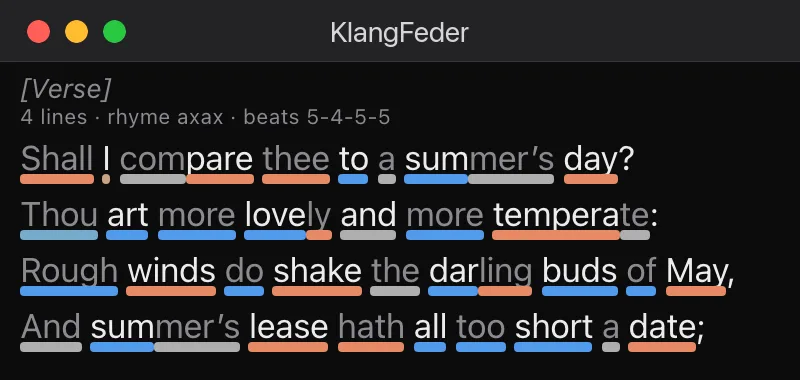 KlangFeder
[Verse]
4 lines · rhyme axax · beats 5-4-5-5
Shall I compare thee to a summer’s day?
Thou art more lovely and more temperate:
Rough winds do shake the darling buds of May,
And summer’s lease hath all too short a date;